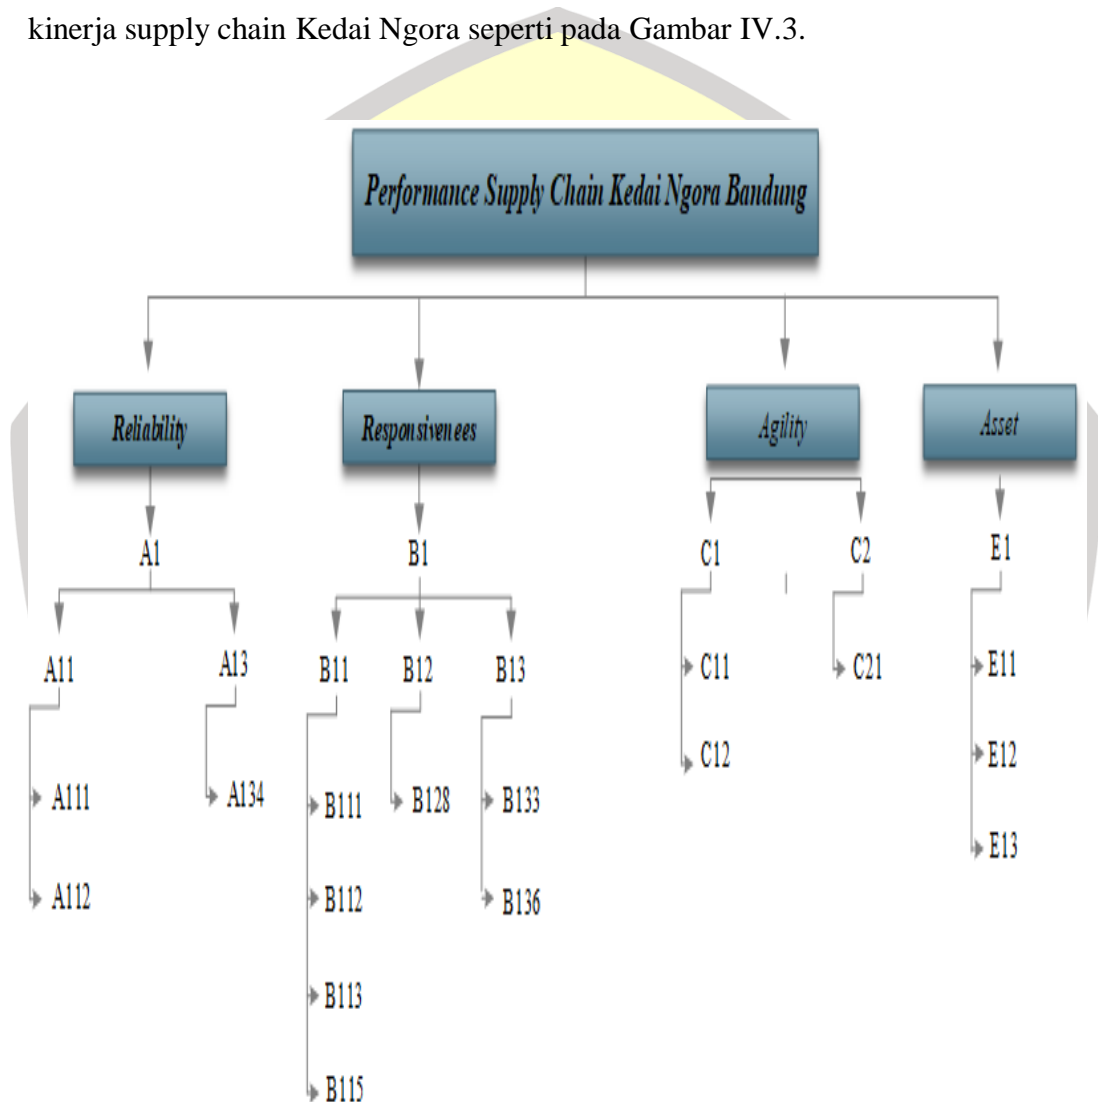 kinerja supply chain Kedai Ngora seperti pada Gambar IV.3.
Performance Supply Chain Kedai Ngora Bandung
Reliability
Responsivenees
Agility
Asset
A1
B1
C1
C2
E1
A11
A13
B11
B12
B13
C11
C21
E11
C12
E12
A111
A134
B111
B128
B133
E13
A112
B112
B136
B113
B115